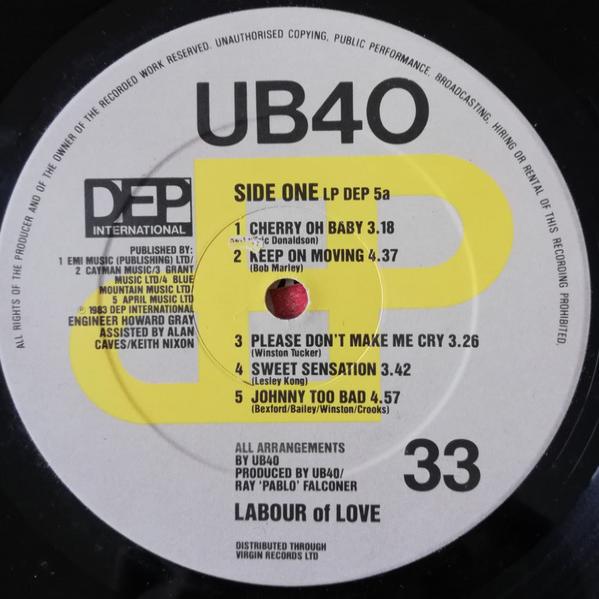 ALL RIGHTS OF THE PRODUCER AND OF THE OWNER OF THE RECORDED WORK RESERVED. UNAUTHORISED COPYING, PUBLIC PERFORMANCE, BROADCASTING, HIRING OR RENTAL OF THIS RECORDING PROHIBITED.
UB40
DEP
INTERNATIONAL
PUBLISHED BY:
1 EMI MUSIC (PUBLISHING) LTD/
2 CAYMAN MUSIC/3 GRANT
MUSIC LTD/4 BLUE
MOUNTAIN MUSIC LTD/
5 APRIL MUSIC LTD
℗ 1983 DEP INTERNATIONAL
ENGINEER HOWARD GRAY
ASSISTED BY ALAN
CAVES/KEITH NIXON
SIDE ONE LP DEP 5a
1 CHERRY OH BABY 3.18
Donaldson)
2 KEEP ON MOVING 4.37
(Bob Marley)
3 PLEASE DON'T MAKE ME CRY 3.26
(Winston Tucker)
4 SWEET SENSATION 3.42
(Lesley Kong)
5 JOHNNY TOO BAD 4.57
(Bexford/Bailey/Winston/Crooks)
ALL ARRANGEMENTS
BY UB40
PRODUCED BY UB40/
RAY 'PABLO' FALCONER
33
LABOUR of LOVE
DISTRIBUTED THROUGH
VIRGIN RECORDS LTD